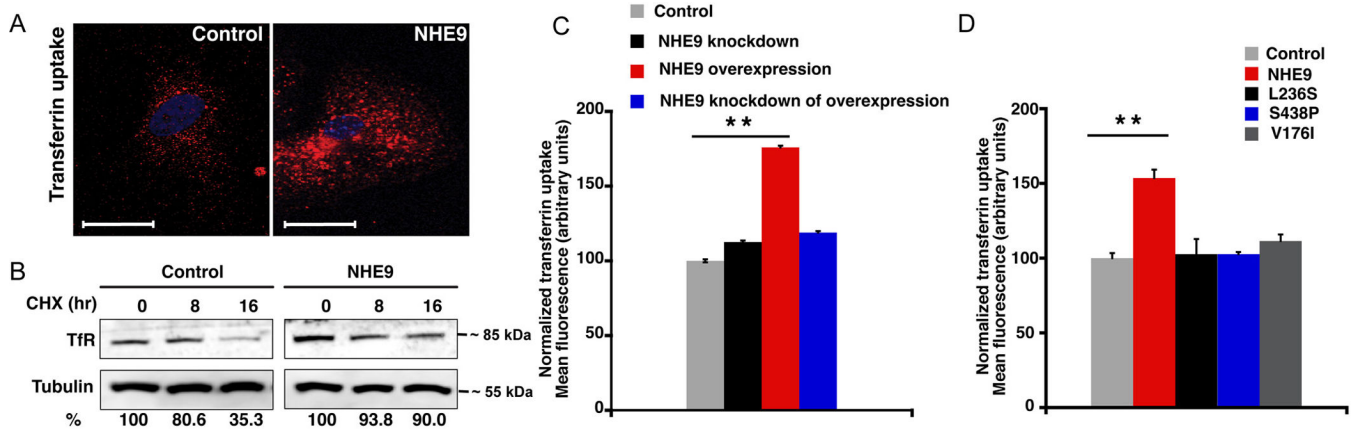 A
Transferrin uptake
Control
NHE9
B
Control
NHE9
CHX (hr)
0
8
16
0
8
16
TfR
~ 85 kDa
Tubulin
~ 55 kDa
%
100
80.6
35.3
100
93.8
90.0
C
Control
NHE9 knockdown
NHE9 overexpression
NHE9 knockdown of overexpression
Normalized transferrin uptake
Mean fluorescence (arbitrary units)
200
150
100
50
0
**
D
Control
NHE9
L236S
S438P
V176I
Normalized transferrin uptake
Mean fluorescence (arbitrary units)
200
150
100
50
0
**